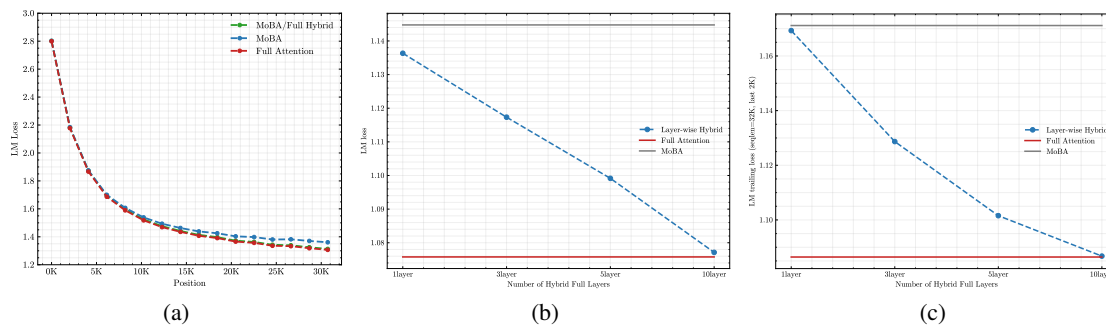 3.0
2.8
2.6
2.4
2.2
2.0
1.8
1.6
1.4
1.2
LM Loss
MoBA/Full Hybrid
MoBA
Full Attention
0K 5K 10K 15K 20K 25K 30K
Position
(a)
1.14
1.13
1.12
1.11
1.10
1.09
1.08
LM loss
Layer-wise Hybrid
Full Attention
MoBA
1layer 3layer 5layer 10layer
Number of Hybrid Full Layers
(b)
1.16
1.14
1.12
1.10
LM trailing loss (seqlen=32K, last 2K)
Layer-wise Hybrid
Full Attention
MoBA
1layer 3layer 5layer 10lay
Number of Hybrid Full Layers
(c)